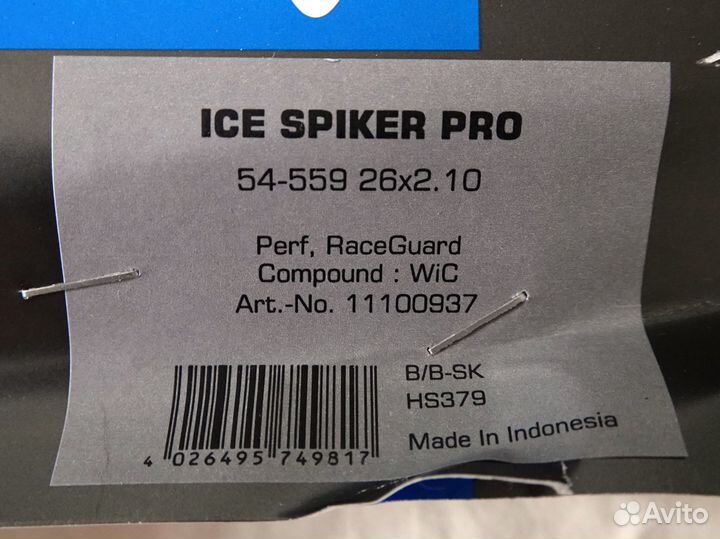 ICE SPIKER PRO
54-559 26x2.10
Perf, RaceGuard
Compound : WiC
Art.-No. 11100937
B/B-SK
HS379
Made In Indonesia
4 026495 749817
Avito